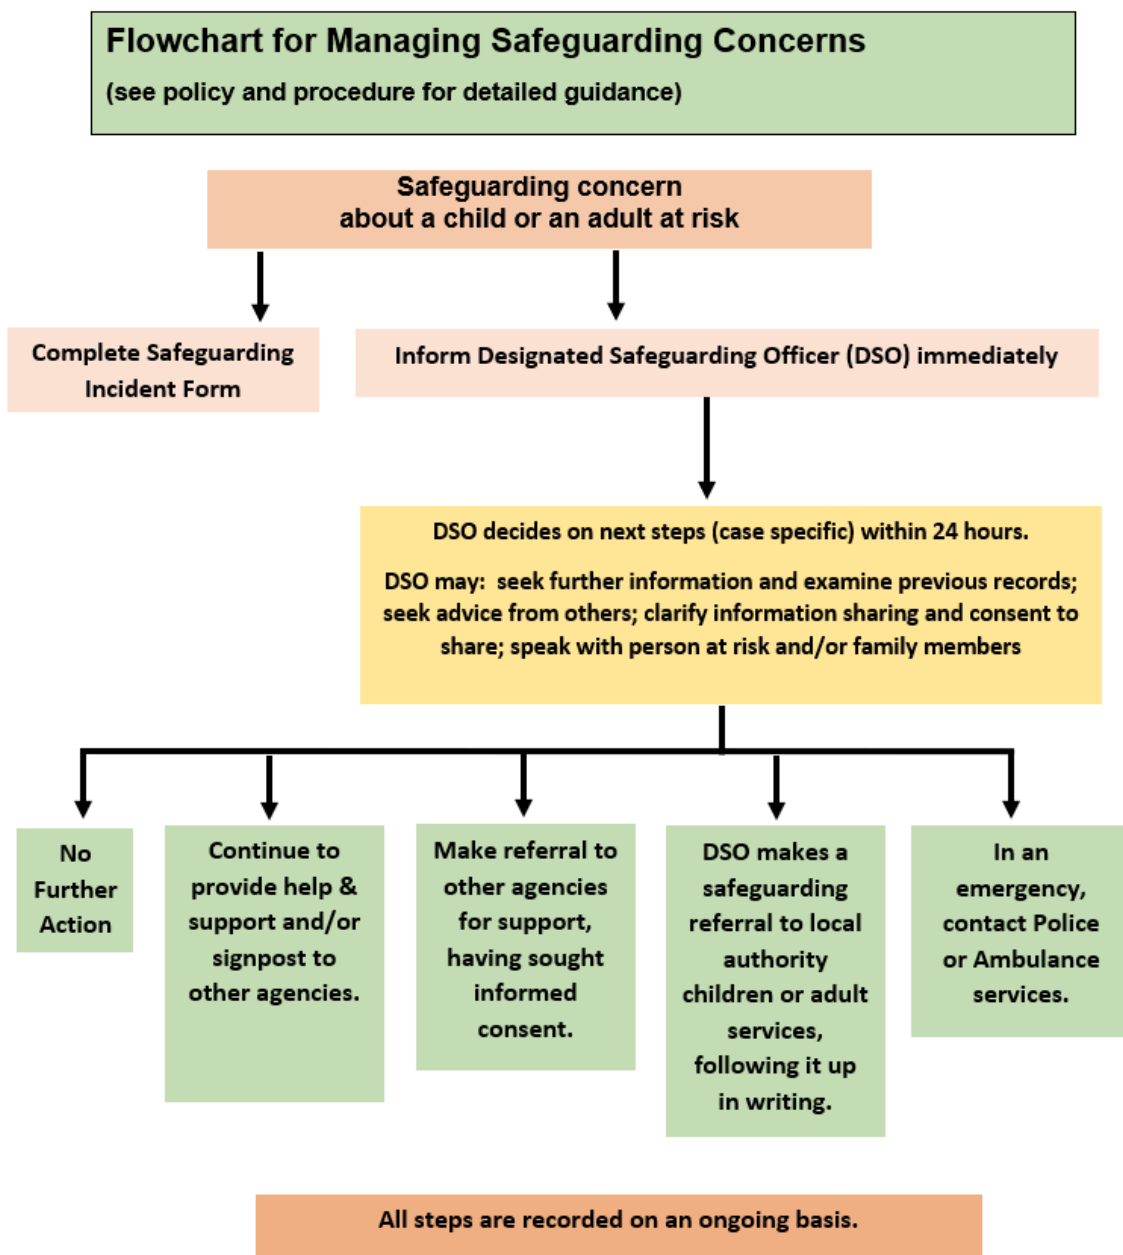 Flowchart for Managing Safeguarding Concerns
(see policy and procedure for detailed guidance)
Safeguarding concern
about a child or an adult at risk
Complete Safeguarding
Incident Form
Inform Designated Safeguarding Officer (DSO) immediately
DSO decides on next steps (case specific) within 24 hours.
DSO may:  seek further information and examine previous records;
seek advice from others; clarify information sharing and consent to
share; speak with person at risk and/or family members
No
Further
Action
Continue to
provide help &
support and/or
signpost to
other agencies.
Make referral to
other agencies
for support,
having sought
informed
consent.
DSO makes a
safeguarding
referral to local
authority
children or adult
services,
following it up
in writing.
In an
emergency,
contact Police
or Ambulance
services.
All steps are recorded on an ongoing basis.